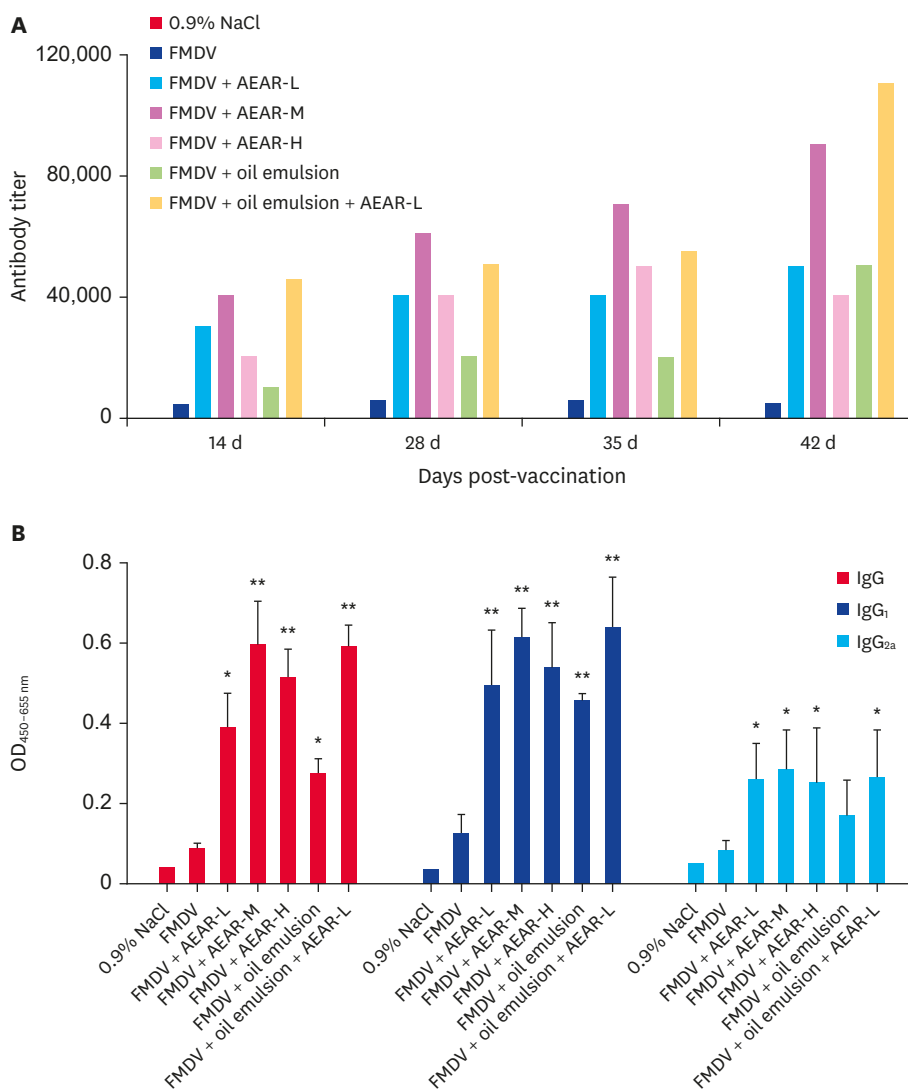 A
0.9% NaCl
FMDV
FMDV + AEAR-L
FMDV + AEAR-M
FMDV + AEAR-H
FMDV + oil emulsion
FMDV + oil emulsion + AEAR-L
120,000
80,000
40,000
0
Antibody titer
14 d
28 d
35 d
42 d
Days post-vaccination
B
0.8
0.6
0.4
0.2
0
OD450–655 nm
IgG
IgG1
IgG2a
*
**
**
*
**
**
**
**
**
**
*
*
*
*
0.9% NaCl
FMDV
FMDV + AEAR-L
FMDV + AEAR-M
FMDV + AEAR-H
FMDV + oil emulsion
FMDV + oil emulsion + AEAR-L
0.9% NaCl
FMDV
FMDV + AEAR-L
FMDV + AEAR-M
FMDV + AEAR-H
FMDV + oil emulsion
FMDV + oil emulsion + AEAR-L
0.9% NaCl
FMDV
FMDV + AEAR-L
FMDV + AEAR-M
FMDV + AEAR-H
FMDV + oil emulsion
FMDV + oil emulsion + AEAR-L